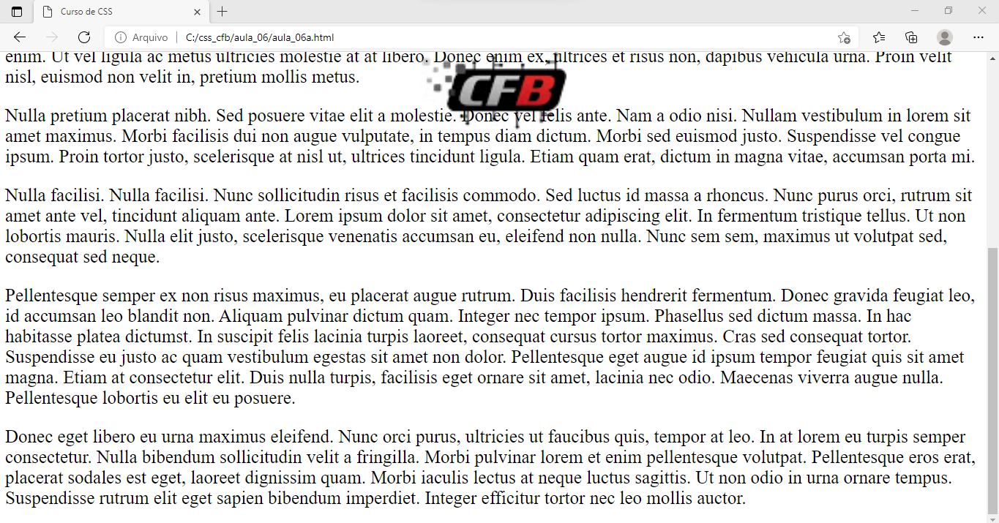 Curso de CSS
Arquivo
C:/css_cfb/aula_06/aula_06a.html
enim. Ut vel ligula ac metus ultricies molestie at at libero. Donec enim ex, ultrices et risus non, dapibus vehicula urna. Proin velit
nisl, euismod non velit in, pretium mollis metus.
CFB
Nulla pretium placerat nibh. Sed posuere vitae elit a molestie. Donec vel felis ante. Nam a odio nisi. Nullam vestibulum in lorem sit
amet maximus. Morbi facilisis dui non augue vulputate, in tempus diam dictum. Morbi sed euismod justo. Suspendisse vel congue
ipsum. Proin tortor justo, scelerisque at nisl ut, ultrices tincidunt ligula. Etiam quam erat, dictum in magna vitae, accumsan porta mi.
Nulla facilisi. Nulla facilisi. Nunc sollicitudin risus et facilisis commodo. Sed luctus id massa a rhoncus. Nunc purus orci, rutrum sit
amet ante vel, tincidunt aliquam ante. Lorem ipsum dolor sit amet, consectetur adipiscing elit. In fermentum tristique tellus. Ut non
lobortis mauris. Nulla elit justo, scelerisque venenatis accumsan eu, eleifend non nulla. Nunc sem sem, maximus ut volutpat sed,
consequat sed neque.
Pellentesque semper ex non risus maximus, eu placerat augue rutrum. Duis facilisis hendrerit fermentum. Donec gravida feugiat leo,
id accumsan leo blandit non. Aliquam pulvinar dictum quam. Integer nec tempor ipsum. Phasellus sed dictum massa. In hac
habitasse platea dictumst. In suscipit felis lacinia turpis laoreet, consequat cursus tortor maximus. Cras sed consequat tortor.
Suspendisse eu justo ac quam vestibulum egestas sit amet non dolor. Pellentesque eget augue id ipsum tempor feugiat quis sit amet
magna. Etiam at consectetur elit. Duis nulla turpis, facilisis eget ornare sit amet, lacinia nec odio. Maecenas viverra augue nulla.
Pellentesque lobortis eu elit eu posuere.
Donec eget libero eu urna maximus eleifend. Nunc orci purus, ultricies ut faucibus quis, tempor at leo. In at lorem eu turpis semper
consectetur. Nulla bibendum sollicitudin velit a fringilla. Morbi pulvinar lorem et enim pellentesque volutpat. Pellentesque eros erat,
placerat sodales est eget, laoreet dignissim quam. Morbi iaculis lectus at neque luctus sagittis. Ut non odio in urna ornare tempus.
Suspendisse rutrum elit eget sapien bibendum imperdiet. Integer efficitur tortor nec leo mollis auctor.